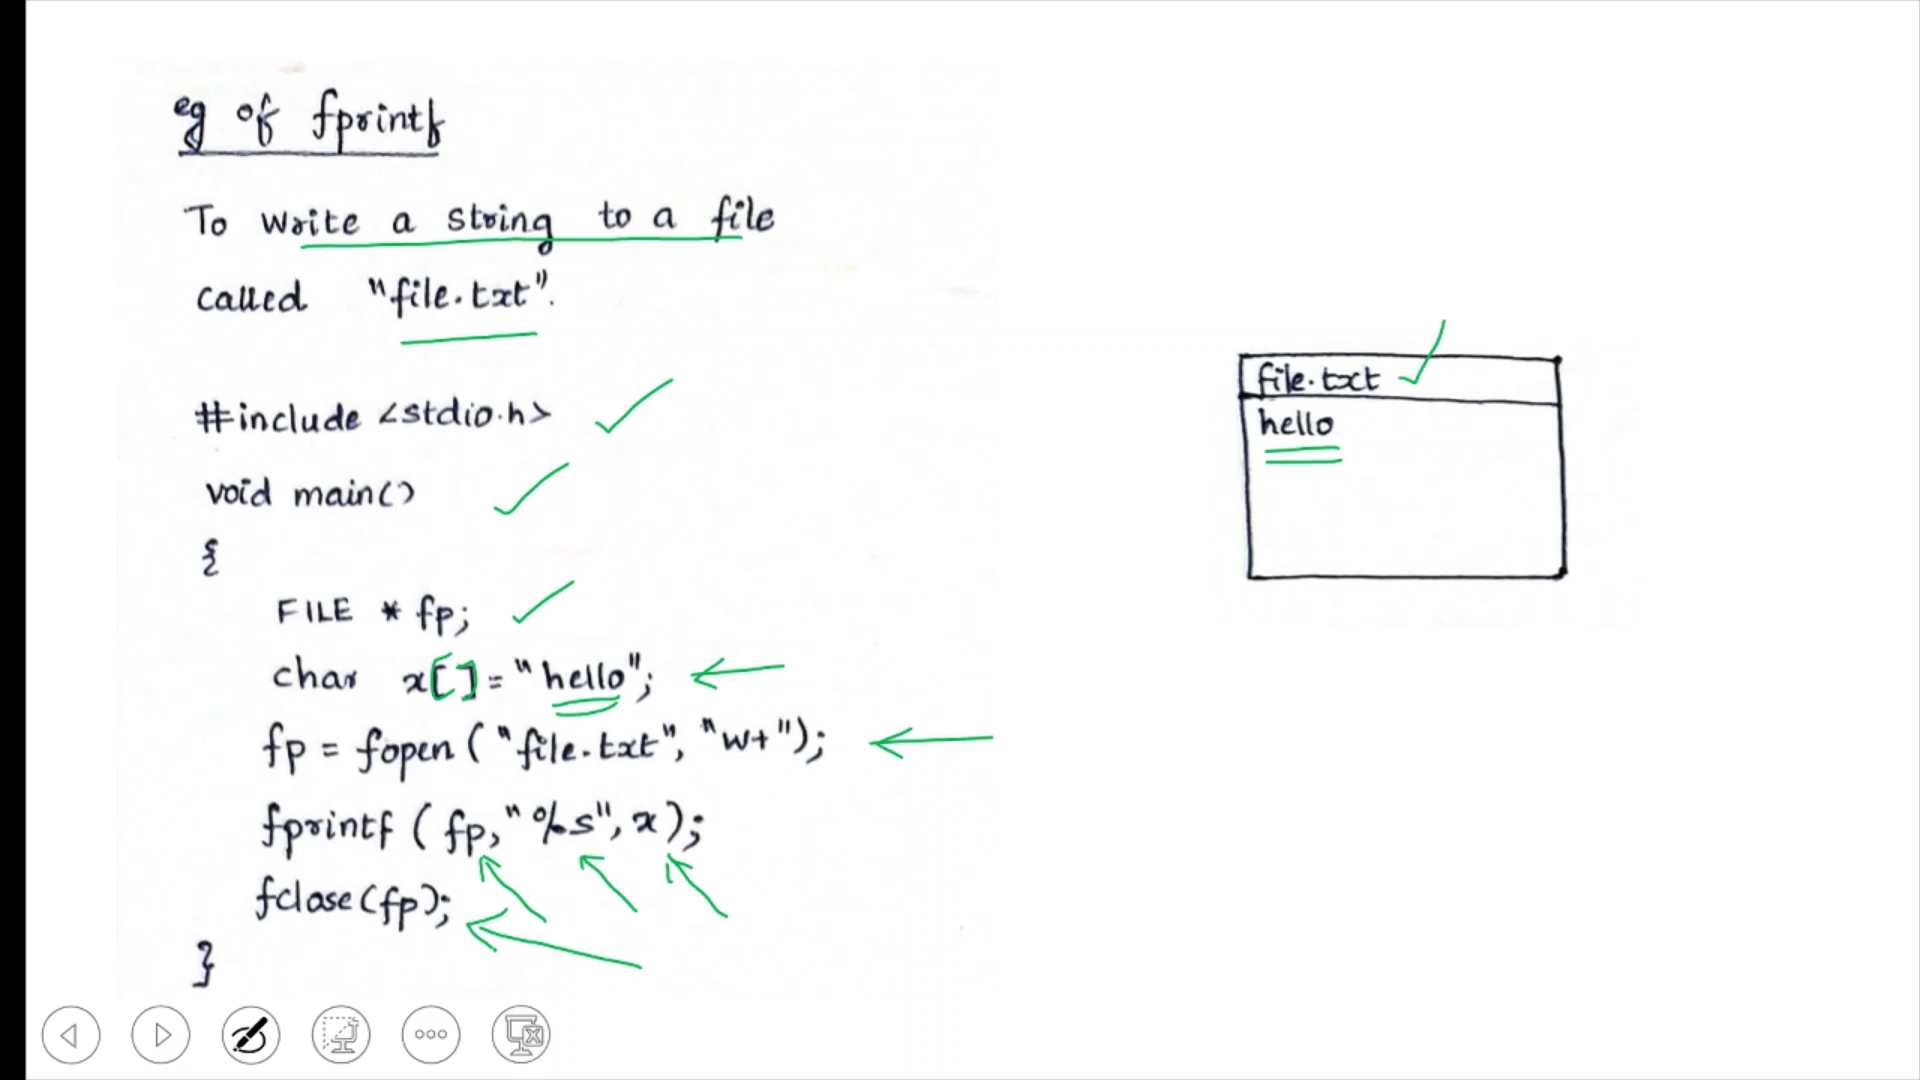 eg of fprintf
To write a string to a file
called "file.txt".
#include <stdio.h>
void main()
{
FILE * fp;
char x[]="hello";
fp = fopen ("file.txt", "w+");
fprintf (fp, "%s", x);
fclose(fp);
}
file.txt
hello